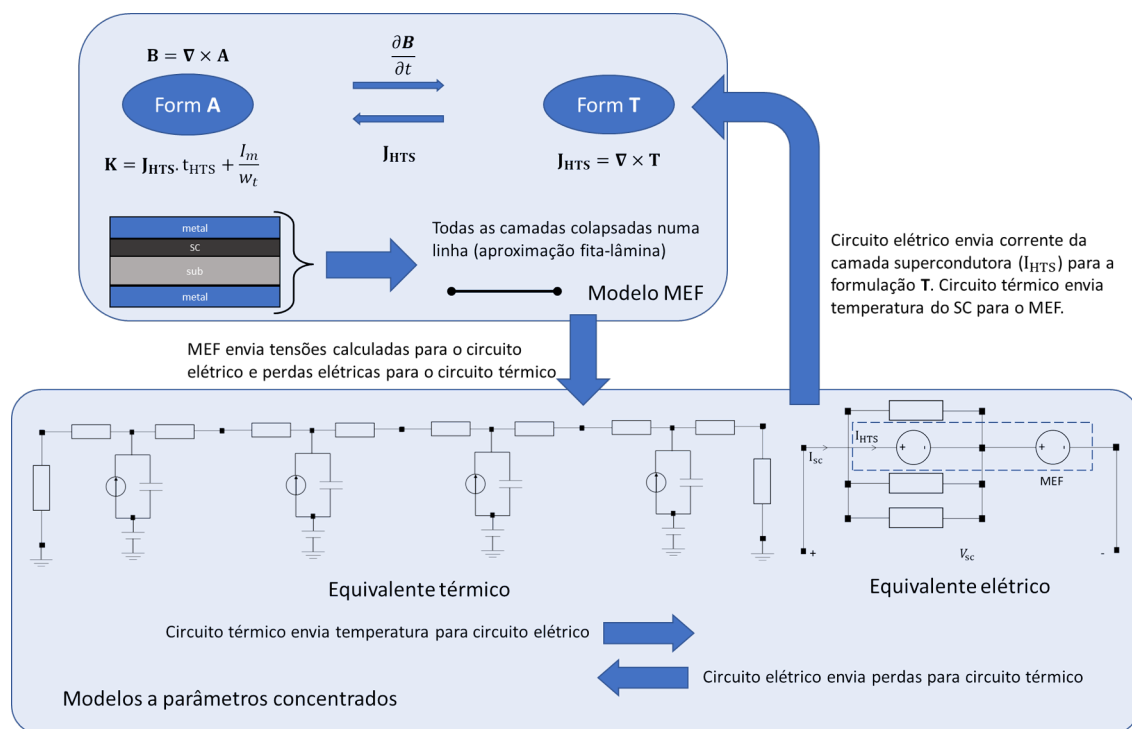 B = ∇ × A
∂B
∂t
Form A
Form T
J_HTS
K = J_HTS. t_HTS + I_m / w_t
J_HTS = ∇ × T
metal
SC
sub
metal
Todas as camadas colapsadas numa
linha (aproximação fita-lâmina)
Modelo MEF
Circuito elétrico envia corrente da
camada supercondutora (I_HTS) para a
formulação T. Circuito térmico envia
temperatura do SC para o MEF.
MEF envia tensões calculadas para o circuito
elétrico e perdas elétricas para o circuito térmico
I_HTS
I_sc
+ -
+ -
MEF
+
V_sc
-
Equivalente térmico
Equivalente elétrico
Circuito térmico envia temperatura para circuito elétrico
Circuito elétrico envia perdas para circuito térmico
Modelos a parâmetros concentrados